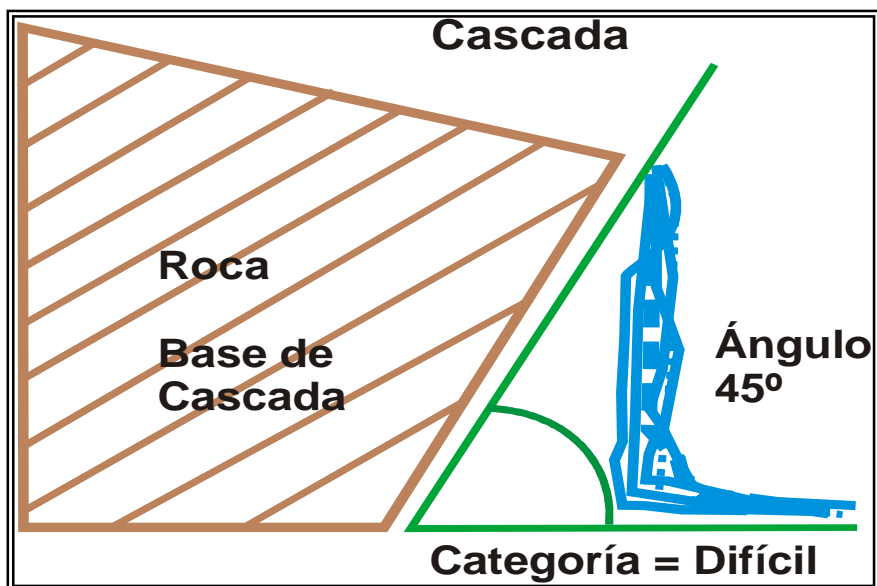 Cascada
Roca
Base de
Cascada
Ángulo
45º
Categoría = Difícil